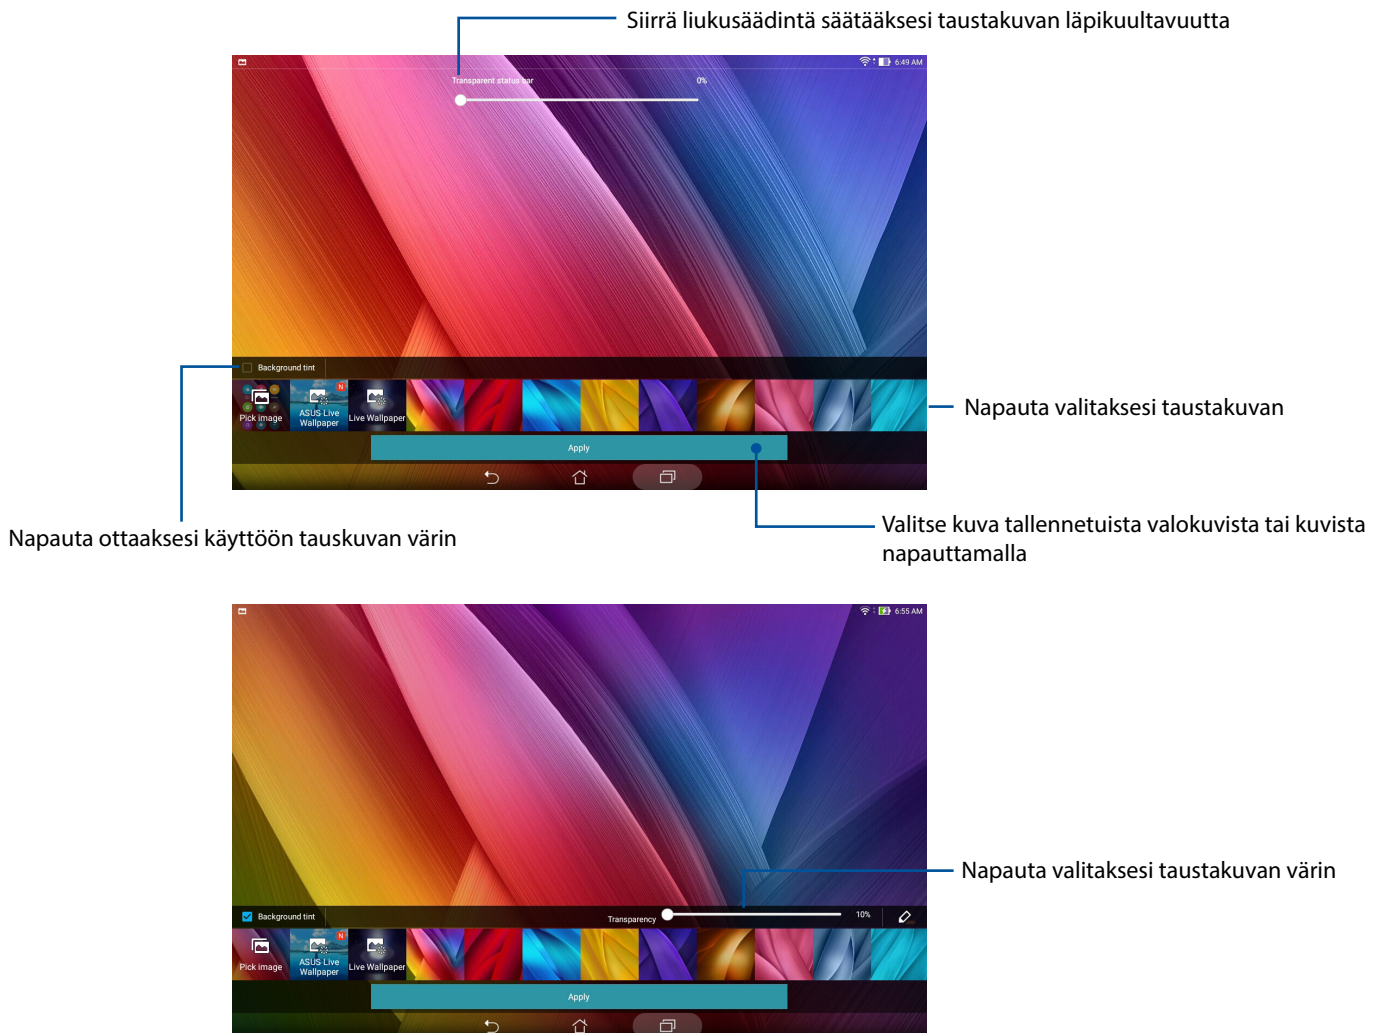 Siirrä liukusäädintä säätääksesi taustakuvan läpikuultavuutta
6:49 AM
Transparent status bar 0%
Background tint
Pick image
ASUS Live Wallpaper
N
Live Wallpaper
Napauta valitaksesi taustakuvan
Apply
Napauta ottaaksesi käyttöön tauskuvan värin
Valitse kuva tallennetuista valokuvista tai kuvista
napauttamalla
6:55 AM
Napauta valitaksesi taustakuvan värin
Background tint
Transparency 10%
Pick image
ASUS Live Wallpaper
N
Live Wallpaper
Apply